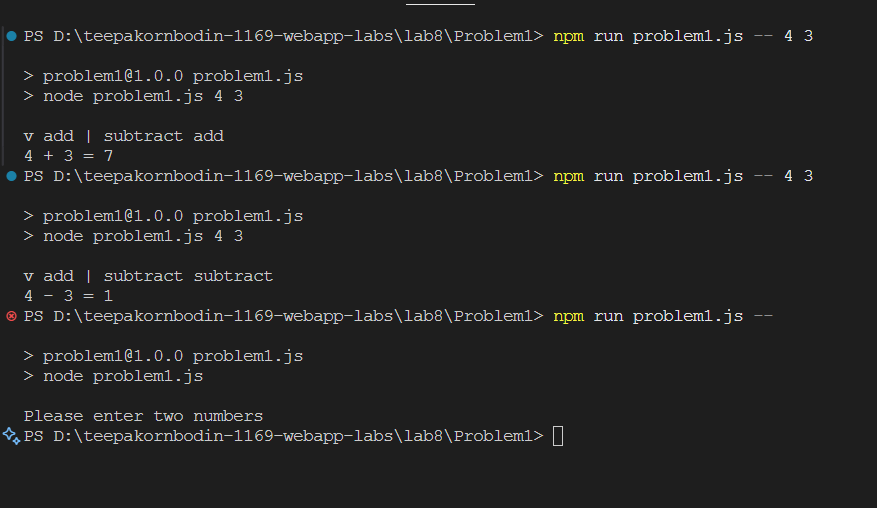 PS D:\teepakornbodin-1169-webapp-labs\lab8\Problem1> npm run problem1.js -- 4 3
> problem1@1.0.0 problem1.js
> node problem1.js 4 3
v add | subtract add
4 + 3 = 7
PS D:\teepakornbodin-1169-webapp-labs\lab8\Problem1> npm run problem1.js -- 4 3
> problem1@1.0.0 problem1.js
> node problem1.js 4 3
v add | subtract subtract
4 - 3 = 1
PS D:\teepakornbodin-1169-webapp-labs\lab8\Problem1> npm run problem1.js --
> problem1@1.0.0 problem1.js
> node problem1.js
Please enter two numbers
PS D:\teepakornbodin-1169-webapp-labs\lab8\Problem1>